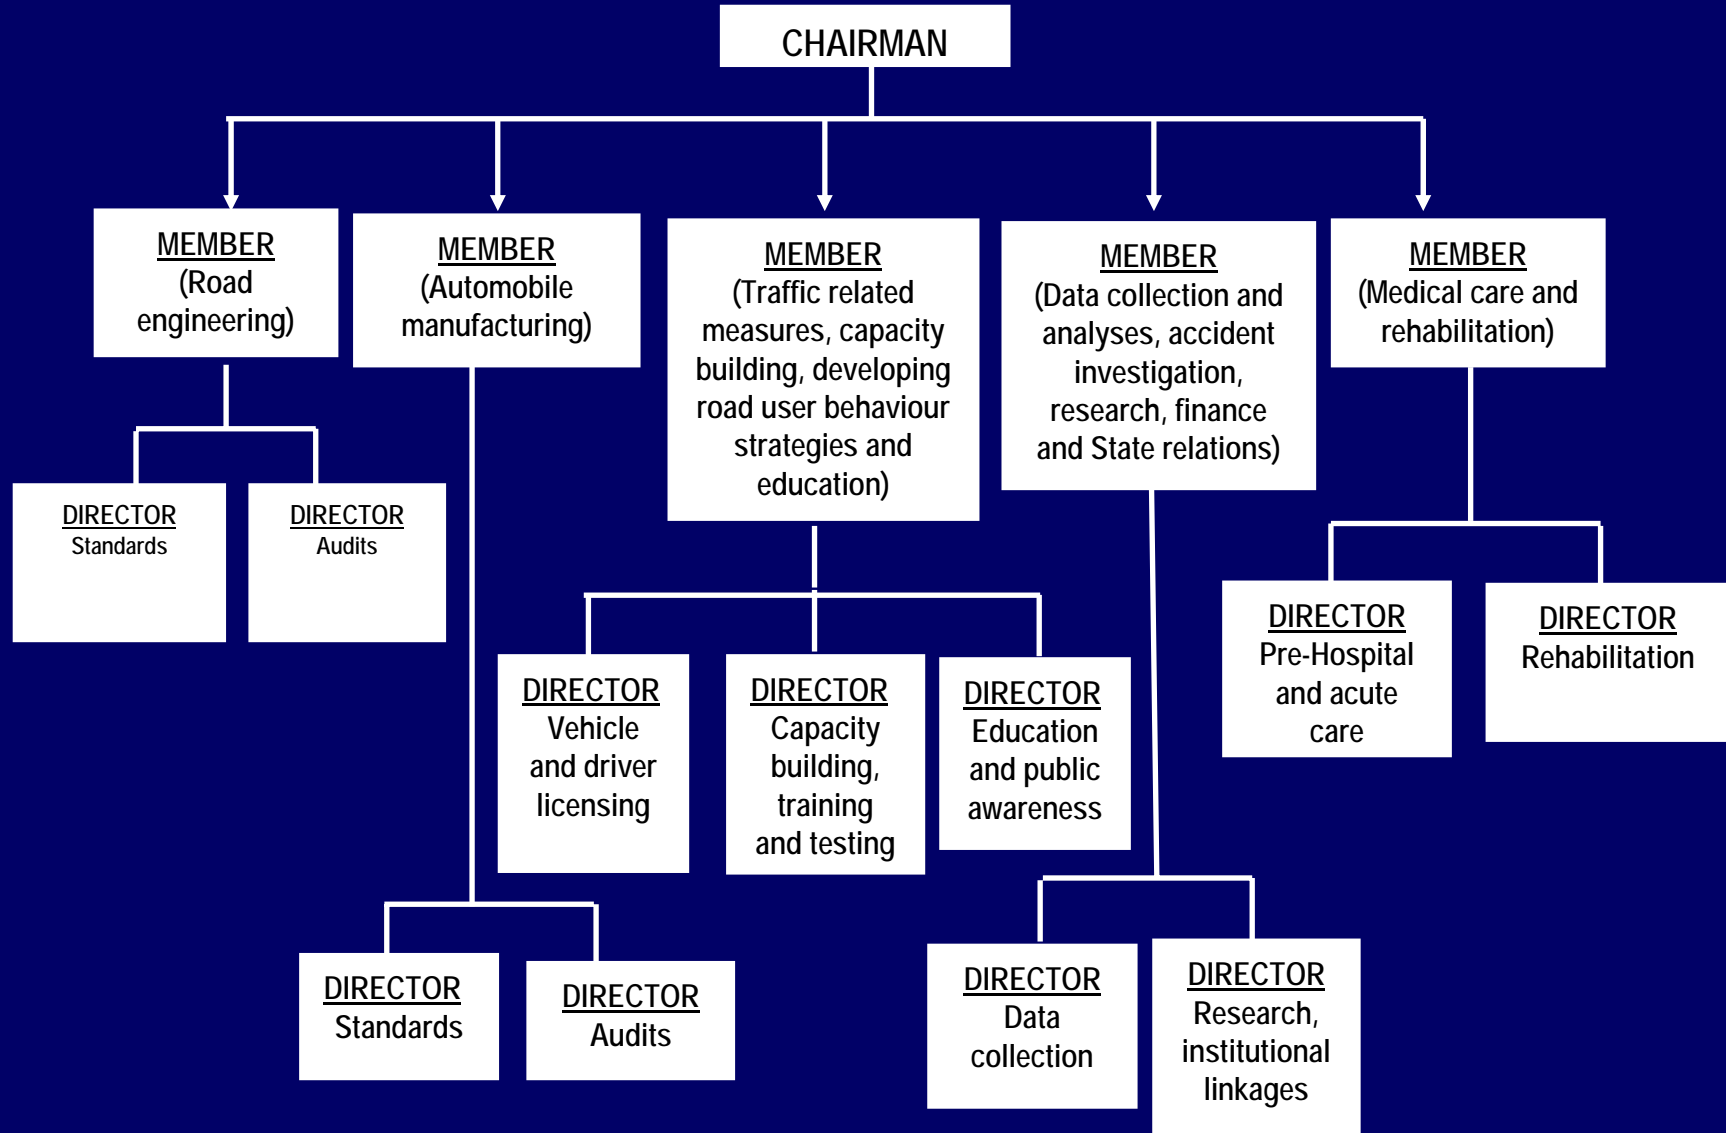 CHAIRMAN
MEMBER
(Road
engineering)
MEMBER
(Automobile
manufacturing)
MEMBER
(Traffic related
measures, capacity
building, developing
road user behaviour
strategies and
education)
MEMBER
(Data collection and
analyses, accident
investigation,
research, finance
and State relations)
MEMBER
(Medical care and
rehabilitation)
DIRECTOR
Standards
DIRECTOR
Audits
DIRECTOR
Vehicle
and driver
licensing
DIRECTOR
Capacity
building,
training
and testing
DIRECTOR
Education
and public
awareness
DIRECTOR
Pre-Hospital
and acute
care
DIRECTOR
Rehabilitation
DIRECTOR
Standards
DIRECTOR
Audits
DIRECTOR
Data
collection
DIRECTOR
Research,
institutional
linkages